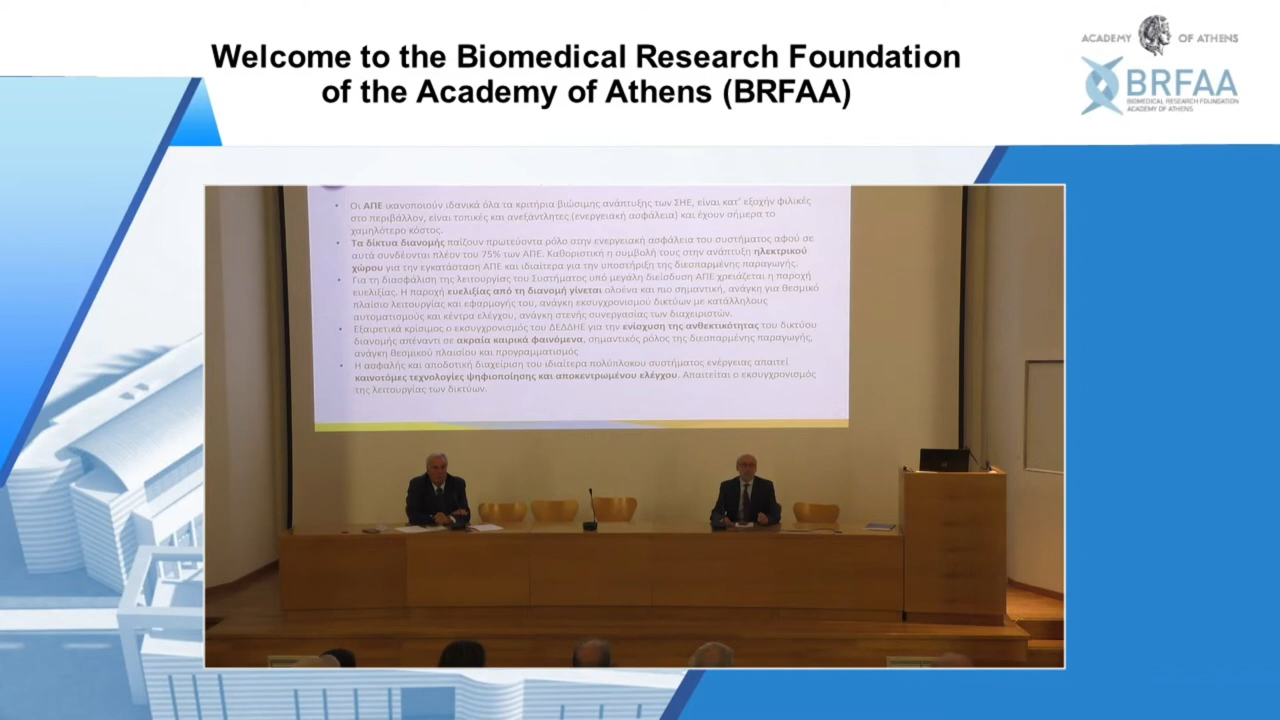 Welcome to the Biomedical Research Foundation
of the Academy of Athens (BRFAA)
ACADEMY OF ATHENS
BRFAA
BIOMEDICAL RESEARCH FOUNDATION
ACADEMY OF ATHENS
• Οι ΑΠΕ ικανοποιούν ιδανικά όλα τα κριτήρια βιώσιμης ανάπτυξης των ΣΗΕ, είναι κατ’ εξοχήν φιλικές
στο περιβάλλον, είναι τοπικές και ανεξάντλητες (ενεργειακή ασφάλεια) και έχουν σήμερα το
χαμηλότερο κόστος.
• Τα δίκτυα διανομής παίζουν πρωτεύοντα ρόλο στην ενεργειακή ασφάλεια του συστήματος αφού σε
αυτά συνδέονται πλέον του 75% των ΑΠΕ. Καθοριστική η συμβολή τους στην ανάπτυξη ηλεκτρικού
χώρου για την εγκατάσταση ΑΠΕ και ιδιαίτερα για την υποστήριξη της διεσπαρμένης παραγωγής.
• Για τη διασφάλιση της λειτουργίας του Συστήματος υπό μεγάλη διείσδυση ΑΠΕ χρειάζεται η παροχή
ευελιξίας. Η παροχή ευελιξίας από τη διανομή γίνεται ολοένα και πιο σημαντική, ανάγκη για θεσμικό
πλαίσιο λειτουργίας και εφαρμογής του, ανάγκη εκσυγχρονισμού δικτύων με κατάλληλους
αυτοματισμούς και κέντρα ελέγχου, ανάγκη στενής συνεργασίας των διαχειριστών.
• Εξαιρετικά κρίσιμος ο εκσυγχρονισμός του ΔΕΔΔΗΕ για την ενίσχυση της ανθεκτικότητας του δικτύου
διανομής απέναντι σε ακραία καιρικά φαινόμενα, σημαντικός ρόλος της διεσπαρμένης παραγωγής,
ανάγκη θεσμικού πλαισίου και προγραμματισμός
• Η ασφαλής και αποδοτική διαχείριση του ιδιαίτερα πολύπλοκου συστήματος ενέργειας απαιτεί
καινοτόμες τεχνολογίες ψηφιοποίησης και αποκεντρωμένου ελέγχου. Απαιτείται ο εκσυγχρονισμός
της λειτουργίας των δικτύων.